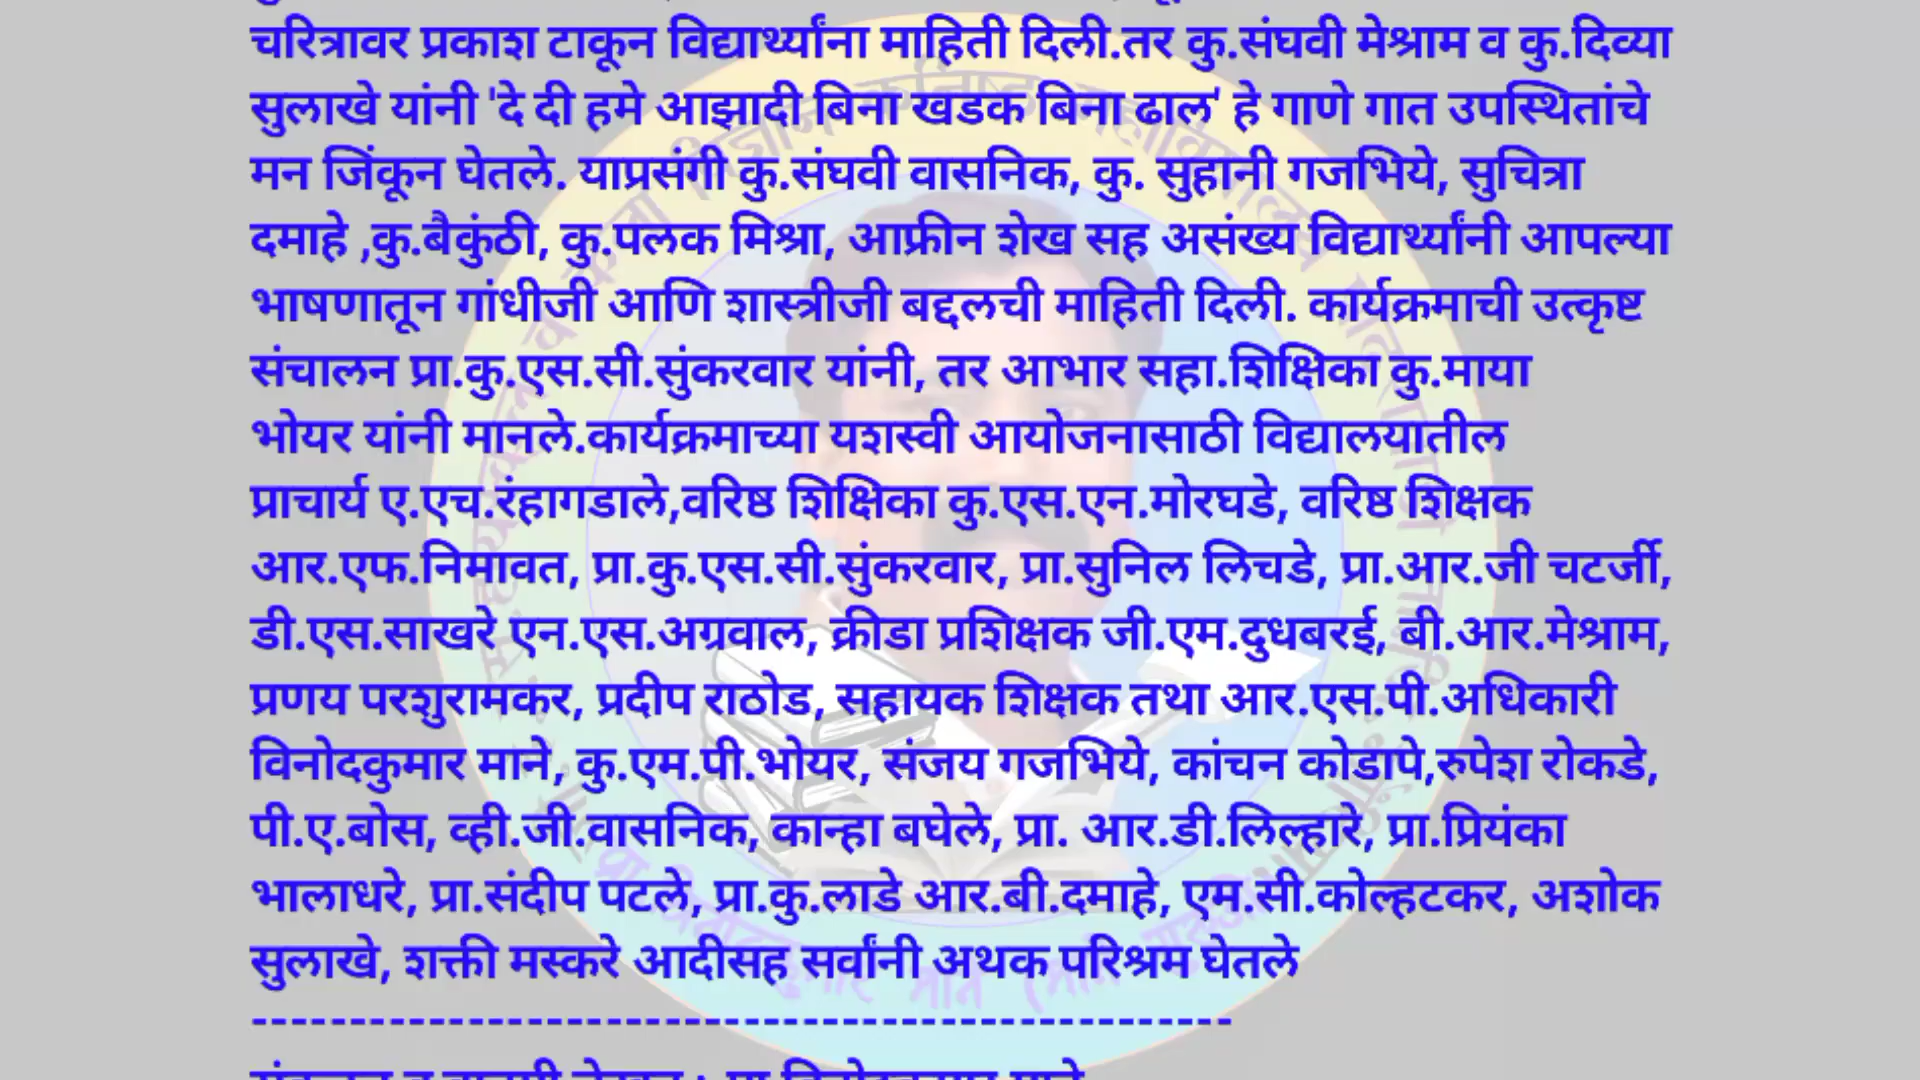 चरित्रावर प्रकाश टाकून विद्यार्थ्यांना माहिती दिली.तर कु.संघवी मेश्राम व कु.दिव्या
सुलाखे यांनी 'दे दी हमे आझादी बिना खडक बिना ढाल' हे गाणे गात उपस्थितांचे
मन जिंकून घेतले. याप्रसंगी कु.संघवी वासनिक, कु. सुहानी गजभिये, सुचित्रा
दमाहे ,कु.बैकुंठी, कु.पलक मिश्रा, आफ्रीन शेख सह असंख्य विद्यार्थ्यांनी आपल्या
भाषणातून गांधीजी आणि शास्त्रीजी बद्दलची माहिती दिली. कार्यक्रमाची उत्कृष्ट
संचालन प्रा.कु.एस.सी.सुंकरवार यांनी, तर आभार सहा.शिक्षिका कु.माया
भोयर यांनी मानले.कार्यक्रमाच्या यशस्वी आयोजनासाठी विद्यालयातील
प्राचार्य ए.एच.रंहागडाले,वरिष्ठ शिक्षिका कु.एस.एन.मोरघडे, वरिष्ठ शिक्षक
आर.एफ.निमावत, प्रा.कु.एस.सी.सुंकरवार, प्रा.सुनिल लिचडे, प्रा.आर.जी चटर्जी,
डी.एस.साखरे एन.एस.अग्रवाल, क्रीडा प्रशिक्षक जी.एम.दुधबरई, बी.आर.मेश्राम,
प्रणय परशुरामकर, प्रदीप राठोड, सहायक शिक्षक तथा आर.एस.पी.अधिकारी
विनोदकुमार माने, कु.एम.पी.भोयर, संजय गजभिये, कांचन कोडापे,रुपेश रोकडे,
पी.ए.बोस, व्ही.जी.वासनिक, कान्हा बघेले, प्रा. आर.डी.लिल्हारे, प्रा.प्रियंका
भालाधरे, प्रा.संदीप पटले, प्रा.कु.लाडे आर.बी.दमाहे, एम.सी.कोल्हटकर, अशोक
सुलाखे, शक्ती मस्करे आदीसह सर्वांनी अथक परिश्रम घेतले